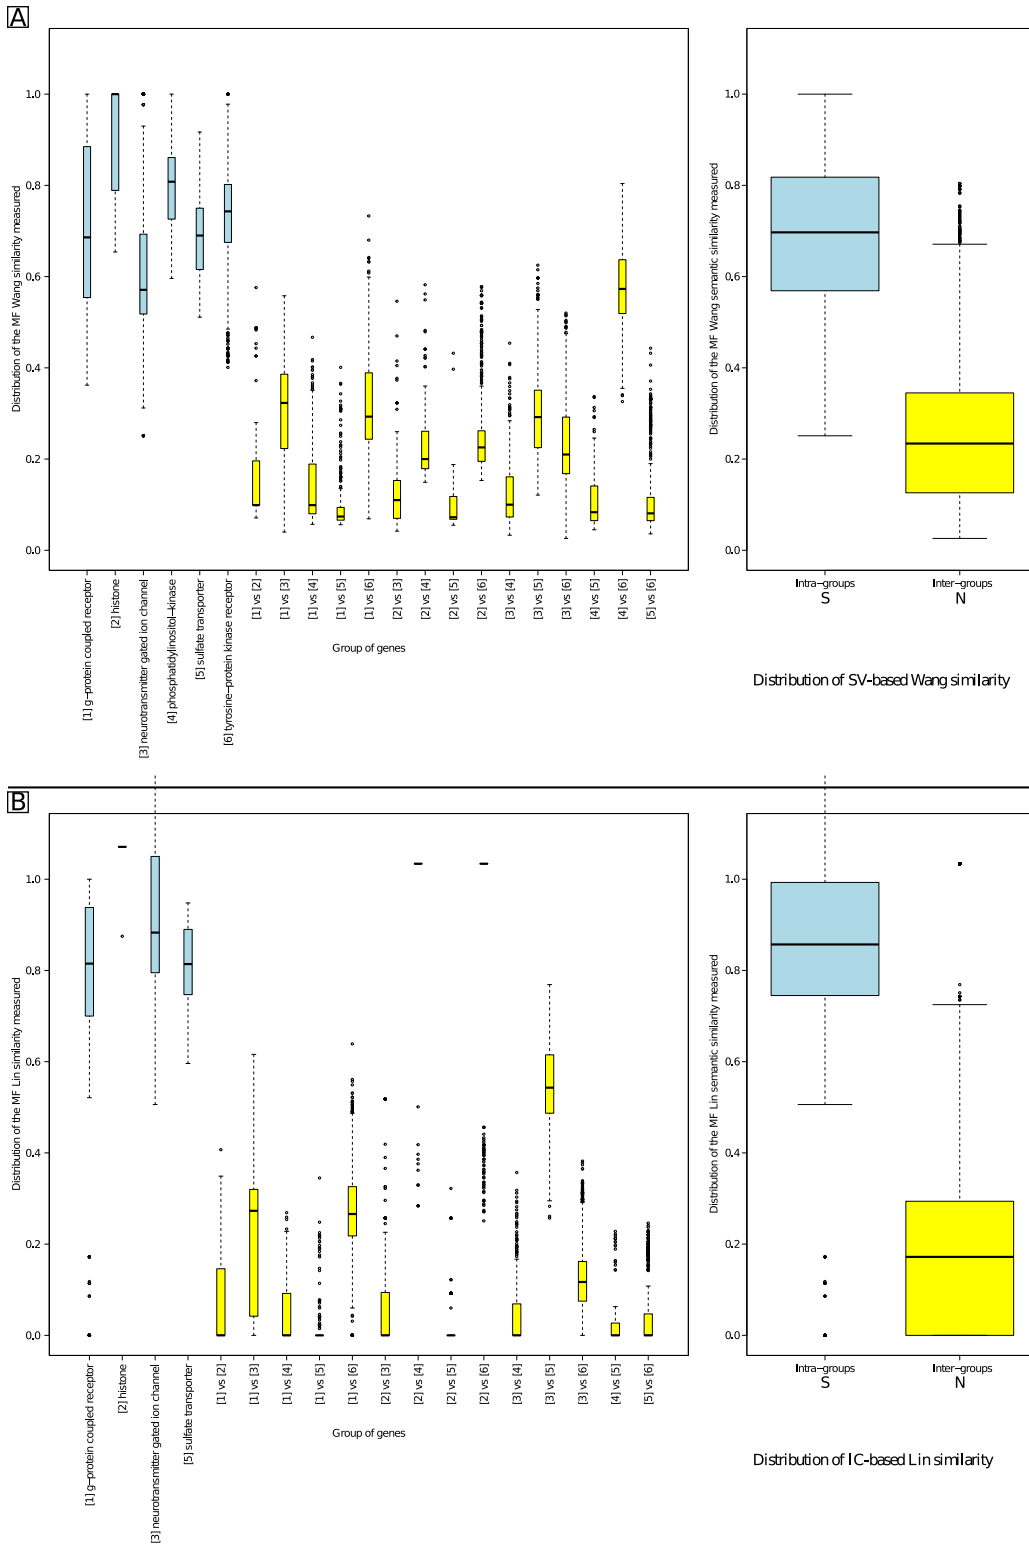 A
Distribution of the MF Wang similarity measured
1.0
0.8
0.6
0.4
0.2
0.0
[1] g-protein coupled receptor
[2] histone
[3] neurotransmitter gated ion channel
[4] phosphatidylinositol-kinase
[5] sulfate transporter
[6] tyrosine-protein kinase receptor
[1] vs [2]
[1] vs [3]
[1] vs [4]
[1] vs [5]
[1] vs [6]
[2] vs [3]
[2] vs [4]
[2] vs [5]
[2] vs [6]
[3] vs [4]
[3] vs [5]
[3] vs [6]
[4] vs [5]
[4] vs [6]
[5] vs [6]
Group of genes
Distribution of the MF Wang semantic similarity measured
1.0
0.8
0.6
0.4
0.2
0.0
Intra-groups
S
Inter-groups
N
Distribution of SV-based Wang similarity
B
Distribution of the MF Lin similarity measured
1.0
0.8
0.6
0.4
0.2
0.0
[1] g-protein coupled receptor
[2] histone
[3] neurotransmitter gated ion channel
[5] sulfate transporter
[1] vs [2]
[1] vs [3]
[1] vs [4]
[1] vs [5]
[1] vs [6]
[2] vs [3]
[2] vs [4]
[2] vs [5]
[2] vs [6]
[3] vs [4]
[3] vs [5]
[3] vs [6]
[4] vs [5]
[5] vs [6]
Group of genes
Distribution of the MF Lin semantic similarity measured
1.0
0.8
0.6
0.4
0.2
0.0
Intra-groups
S
Inter-groups
N
Distribution of IC-based Lin similarity